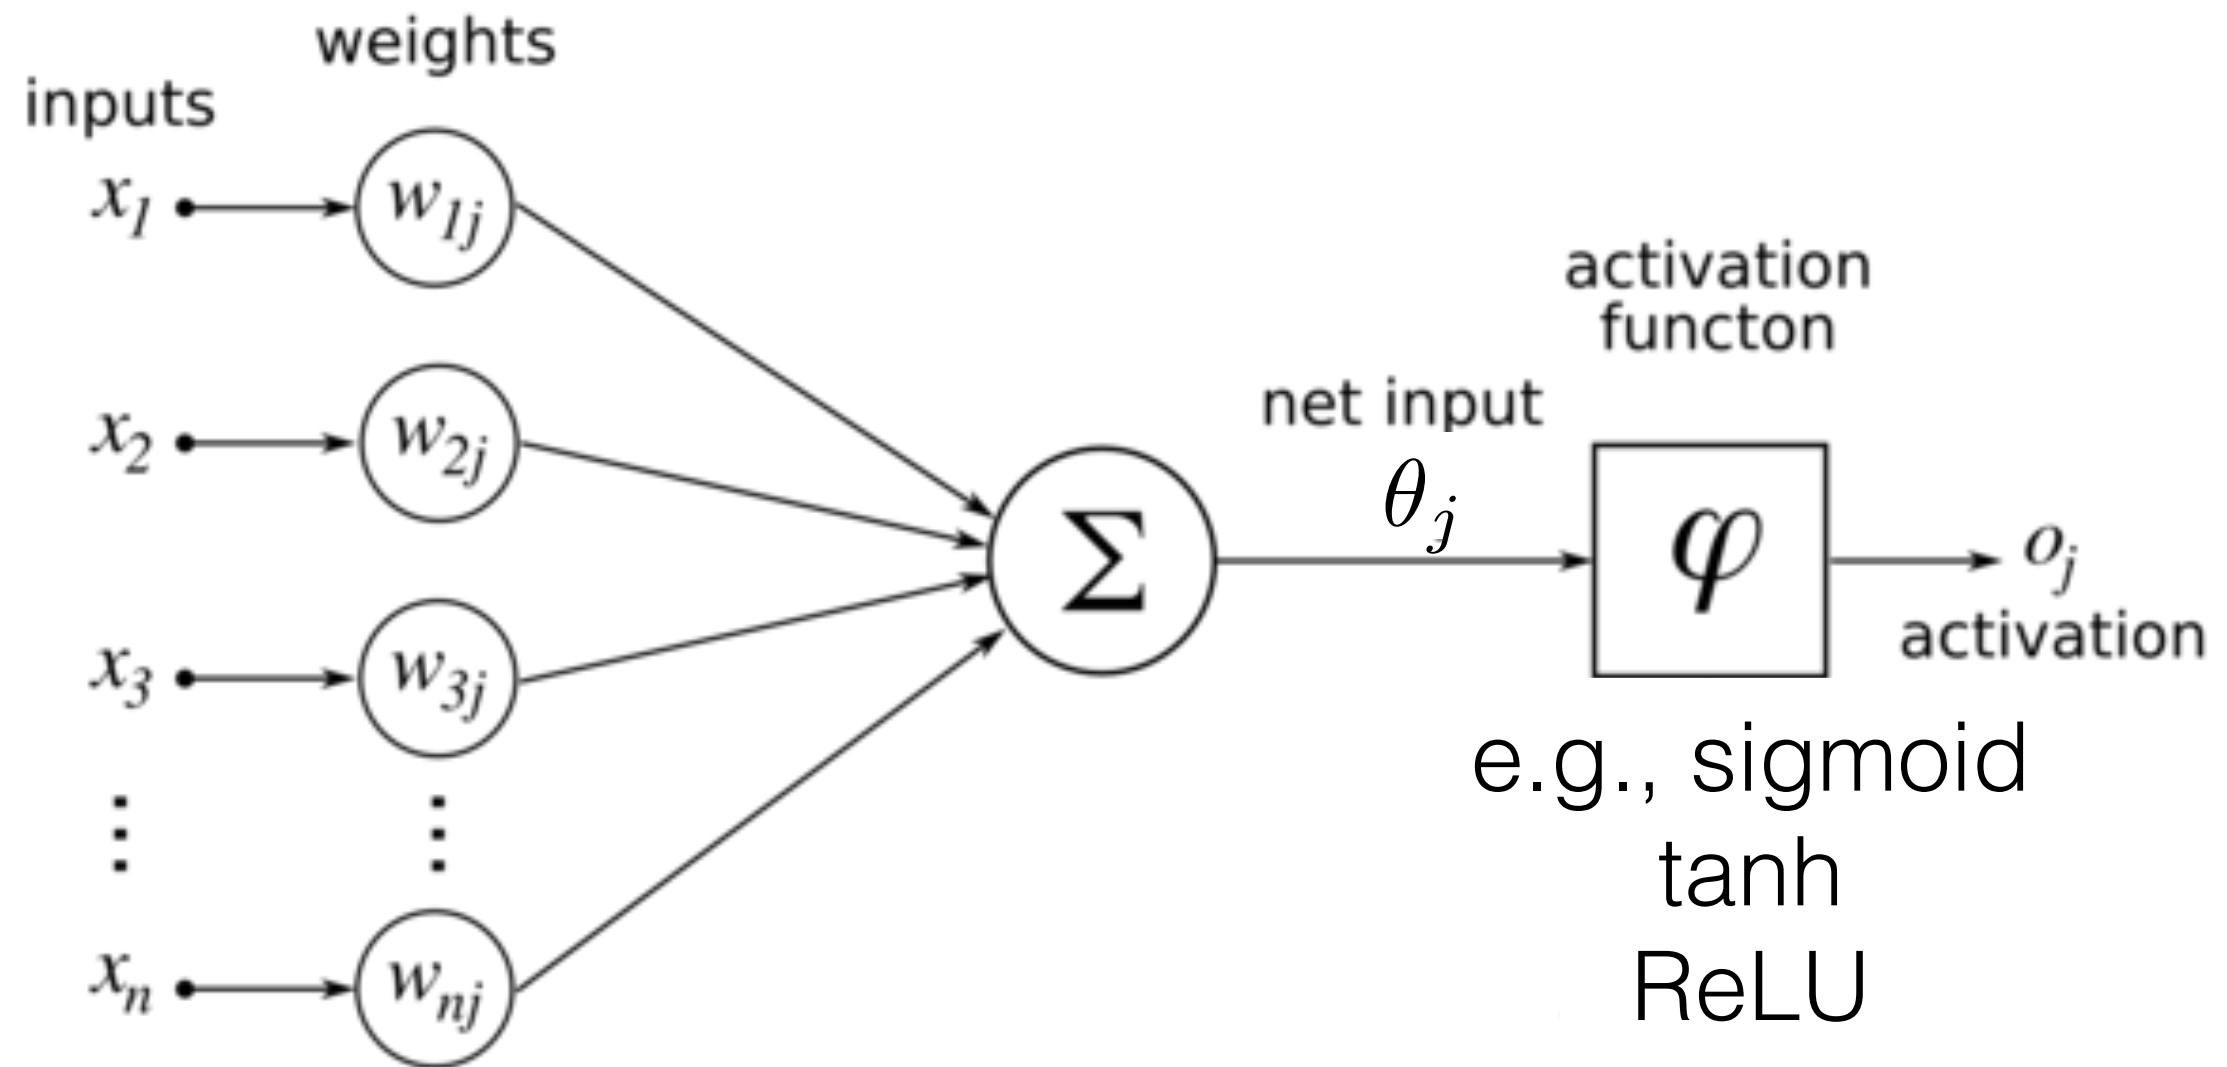 weights
inputs
x₁ w₁ⱼ
x₂ w₂ⱼ
x₃ w₃ⱼ
⋮ ⋮
xₙ wₙⱼ
Σ
net input
θⱼ
activation
functon
φ
oⱼ
activation
e.g., sigmoid
tanh
ReLU